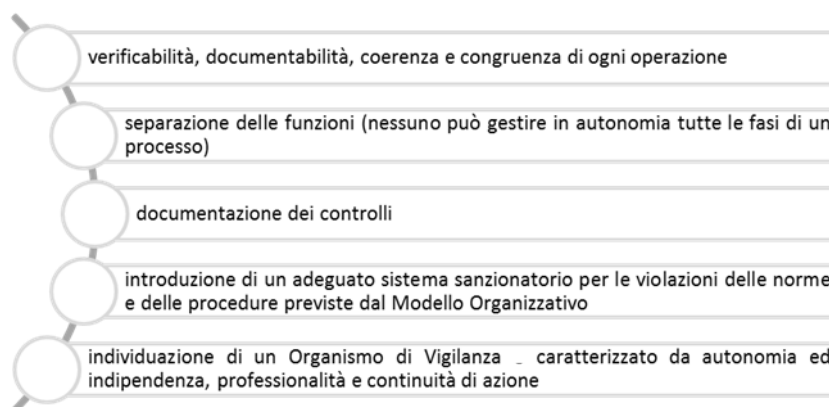 verificabilità, documentabilità, coerenza e congruenza di ogni operazione
separazione delle funzioni (nessuno può gestire in autonomia tutte le fasi di un
processo)
documentazione dei controlli
introduzione di un adeguato sistema sanzionatorio per le violazioni delle norme
e delle procedure previste dal Modello Organizzativo
individuazione di un Organismo di Vigilanza _ caratterizzato da autonomia ed
indipendenza, professionalità e continuità di azione